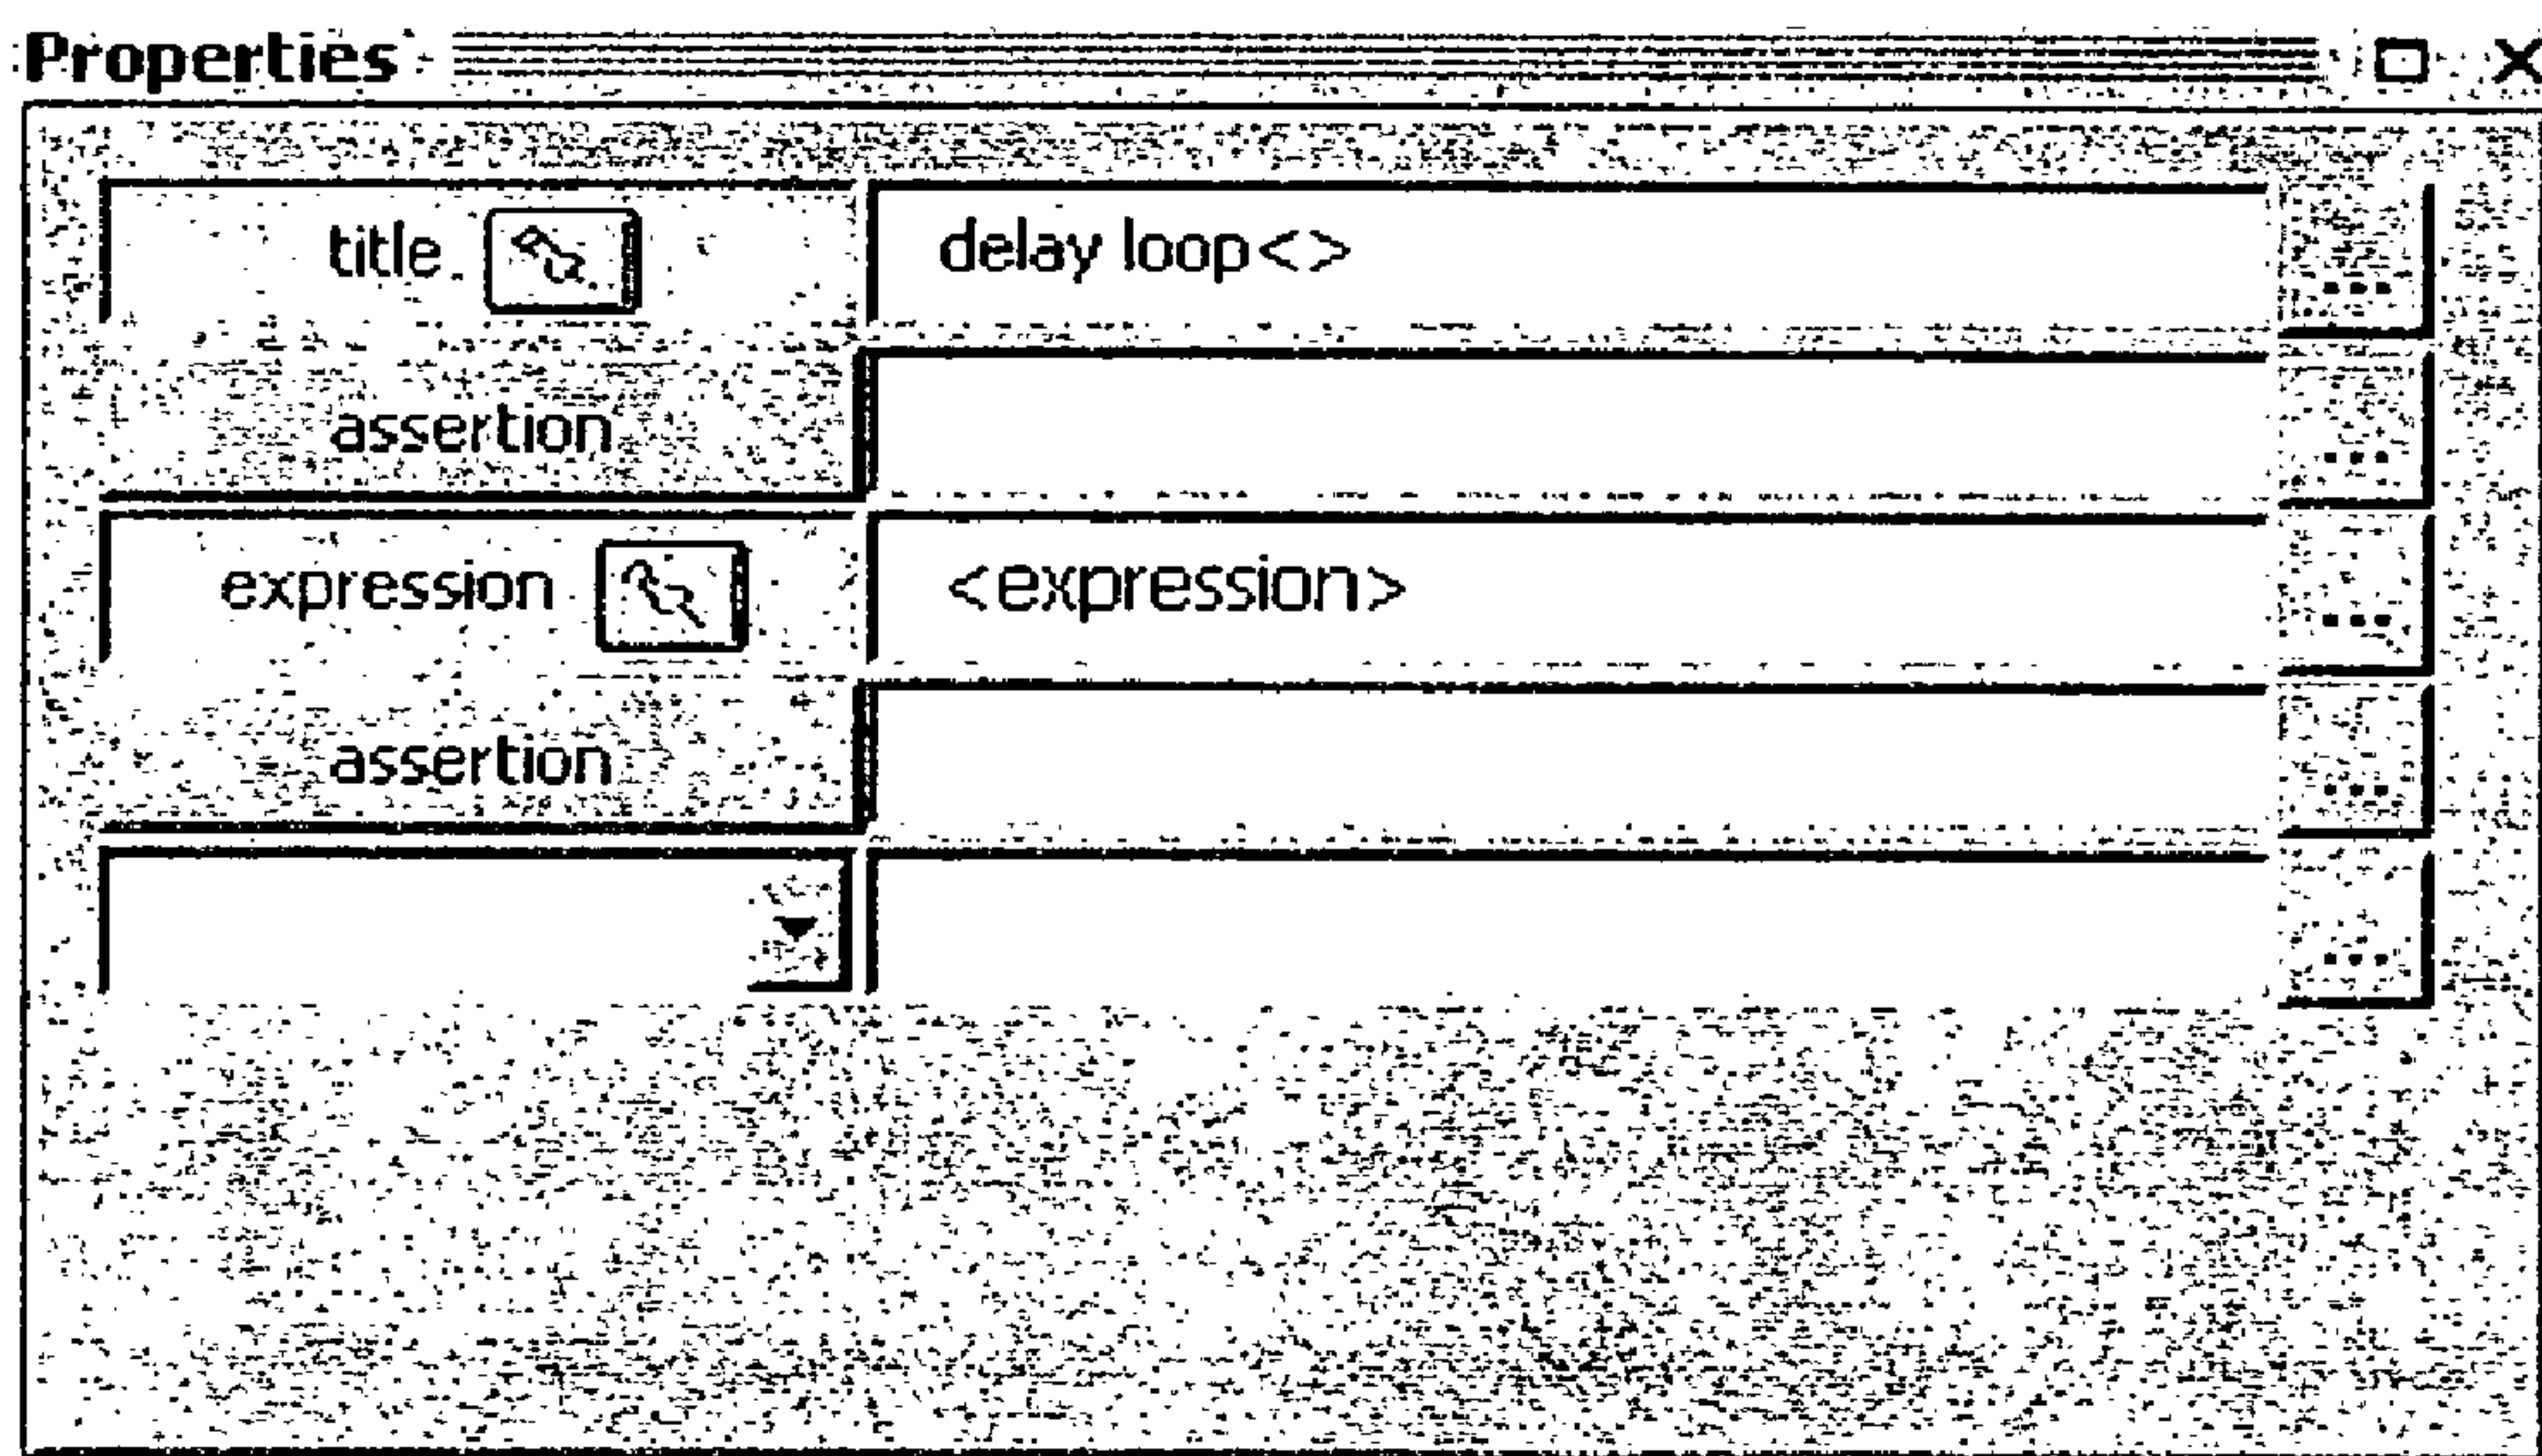 Properties
title delay loop<> ...
assertion ...
expression <expression> ...
assertion ...
...